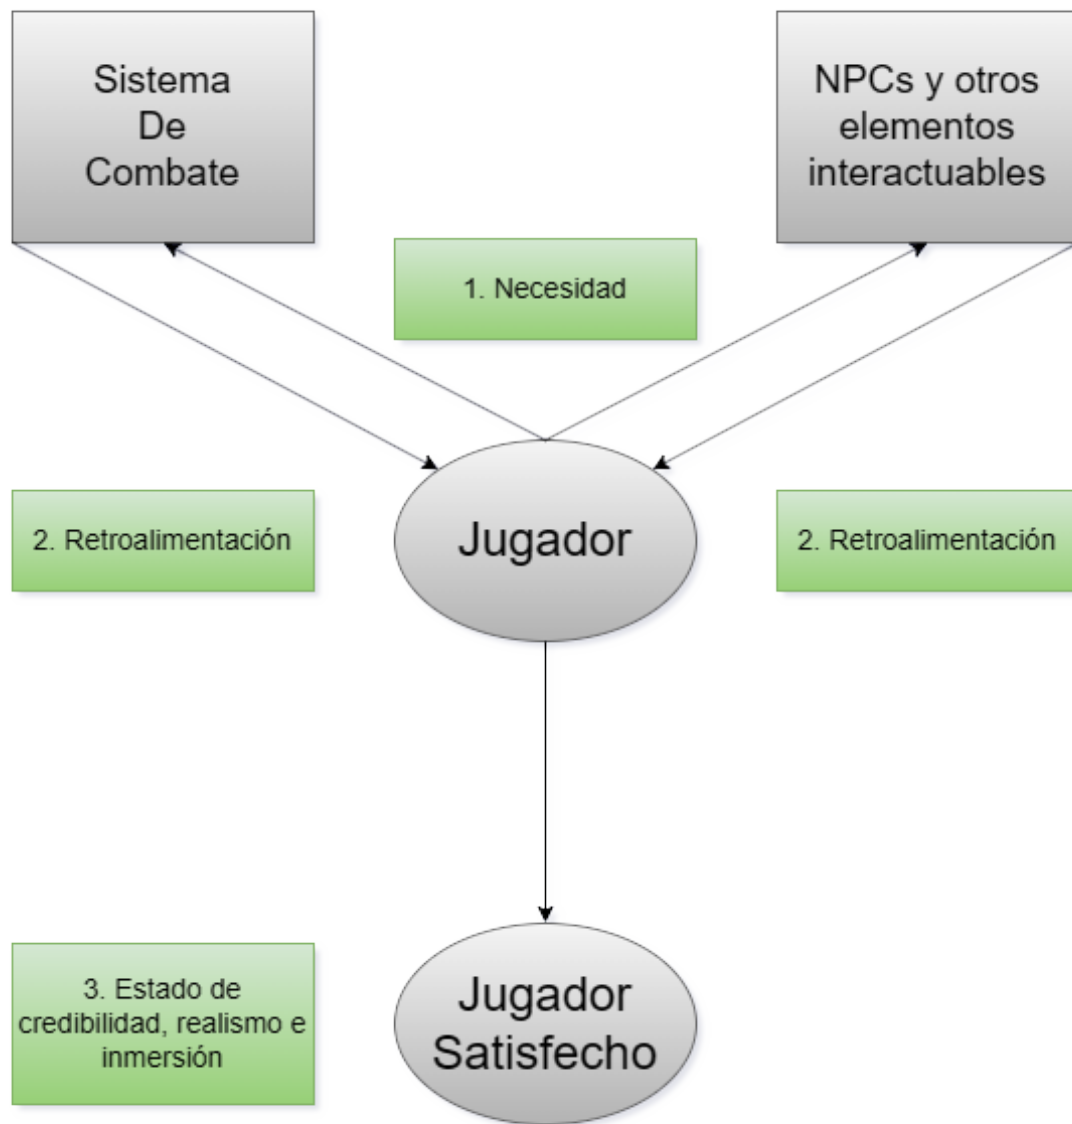 Sistema
De
Combate
NPCs y otros
elementos
interactuables
1. Necesidad
2. Retroalimentación
Jugador
2. Retroalimentación
3. Estado de
credibilidad, realismo e
inmersión
Jugador
Satisfecho